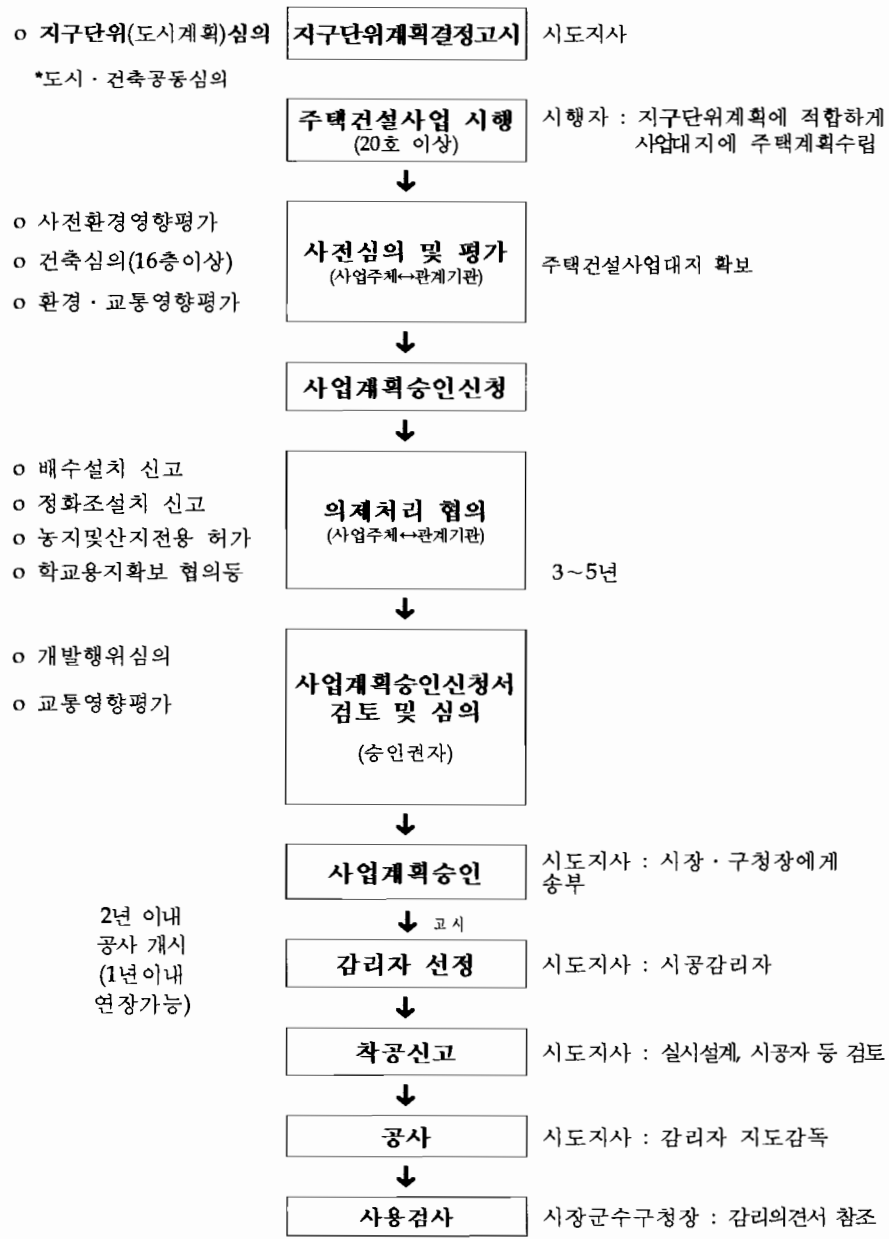 o 지구단위(도시계획)심의
지구단위계획결정고시
시도지사
*도시 · 건축공동심의
주택건설사업 시행
(20호 이상)
시행자 : 지구단위계획에 적합하게
사업대지에 주택계획수립
↓
o 사전환경영향평가
o 건축심의(16층이상)
o 환경 · 교통영향평가
사전심의 및 평가
(사업주체↔관계기관)
주택건설사업대지 확보
↓
사업계획승인신청
↓
o 배수설치 신고
o 정화조설치 신고
o 농지및산지전용 허가
o 학교용지확보 협의등
의제처리 협의
(사업주체↔관계기관)
3~5년
↓
o 개발행위심의
o 교통영향평가
사업계획승인신청서
검토 및 심의
(승인권자)
↓
사업계획승인
시도지사 : 시장 · 구청장에게
송부
↓ 고시
2년 이내
공사 개시
(1년이내
연장가능)
감리자 선정
시도지사 : 시공감리자
↓
착공신고
시도지사 : 실시설계, 시공자 등 검토
↓
공사
시도지사 : 감리자 지도감독
↓
사용검사
시장군수구청장 : 감리의견서 참조